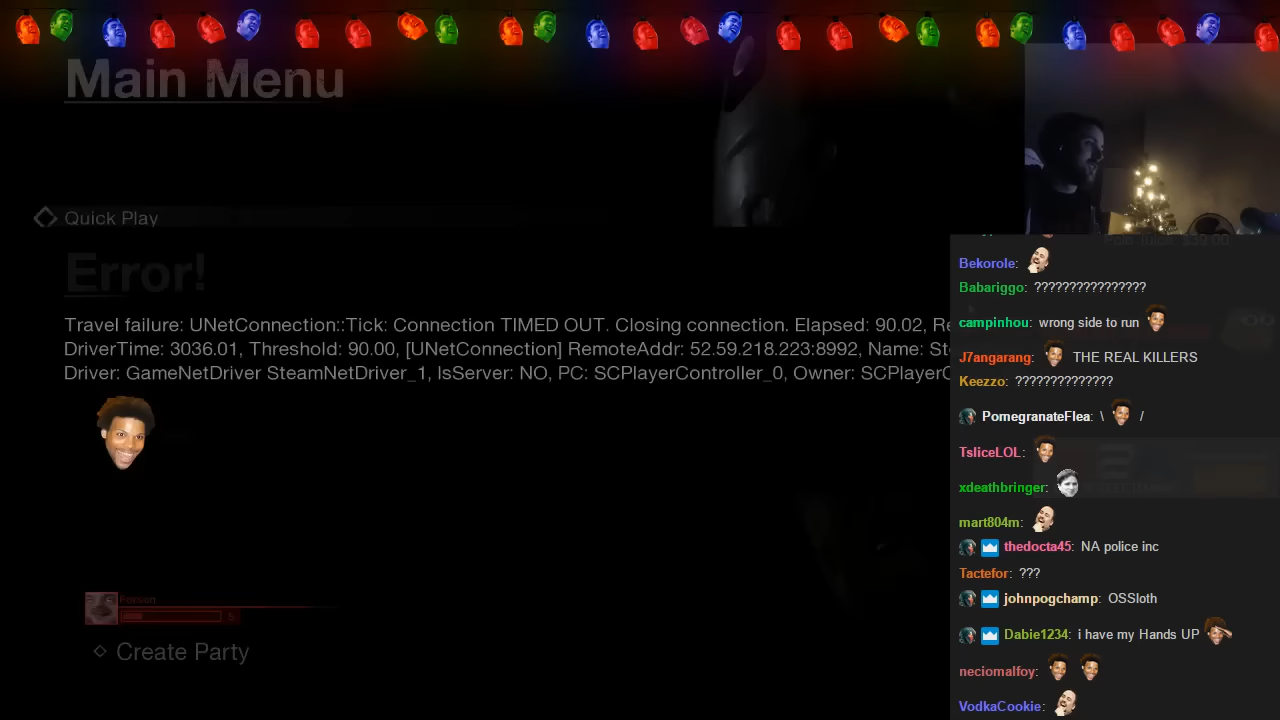 Main Menu
Quick Play
Error!
Travel failure: UNetConnection::Tick: Connection TIMED OUT. Closing connection. Elapsed: 90.02, Re
DriverTime: 3036.01, Threshold: 90.00, [UNetConnection] RemoteAddr: 52.59.218.223:8992, Name: Ste
Driver: GameNetDriver SteamNetDriver_1, IsServer: NO, PC: SCPlayerController_0, Owner: SCPlayerC
5
Create Party
Bekorole:
Babariggo: ????????????????
campinhou: wrong side to run
J7angarang: THE REAL KILLERS
Keezzo: ??????????????
PomegranateFlea: \ /
TsliceLOL:
xdeathbringer:
mart804m:
thedocta45: NA police inc
Tactefor: ???
johnpogchamp: OSSloth
Dabie1234: i have my Hands UP
neciomalfoy:
VodkaCookie: